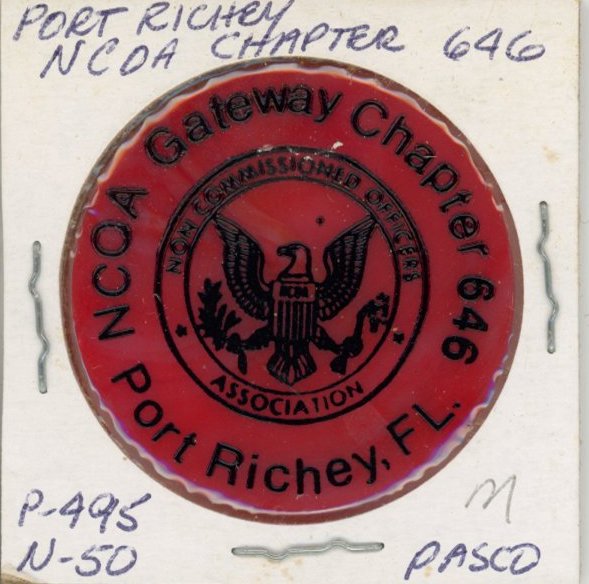 PORT RICHEY
NCOA CHAPTER 646
NCOA Gateway Chapter 646
NON COMMISSIONED OFFICERS
ASSOCIATION
Port Richey, FL.
P-495
N-50
M
PASCO